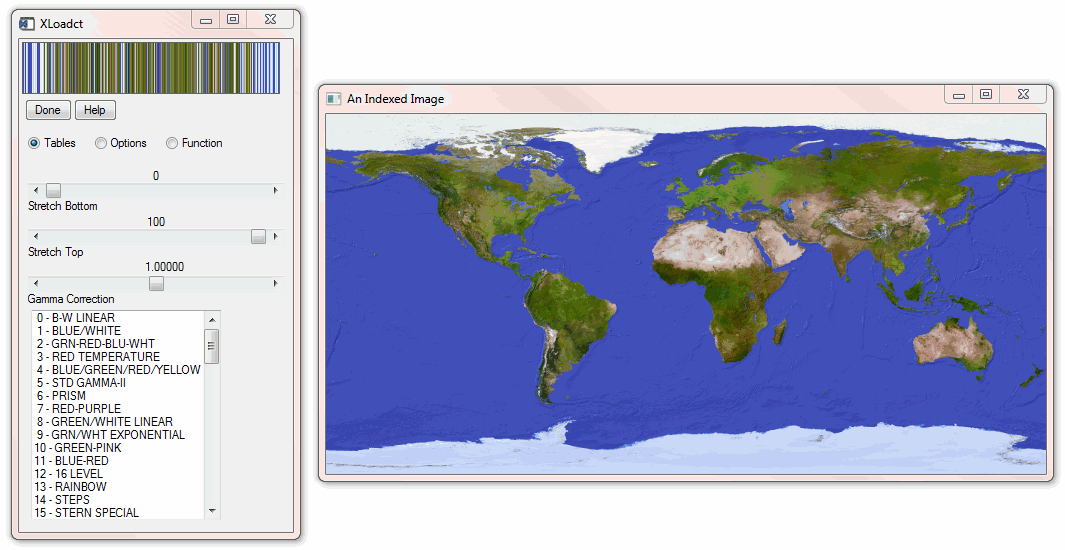 XLoadct
Done Help
Tables Options Function
0
Stretch Bottom
100
Stretch Top
1.00000
Gamma Correction
0 - B-W LINEAR
1 - BLUE/WHITE
2 - GRN-RED-BLU-WHT
3 - RED TEMPERATURE
4 - BLUE/GREEN/RED/YELLOW
5 - STD GAMMA-II
6 - PRISM
7 - RED-PURPLE
8 - GREEN/WHITE LINEAR
9 - GRN/WHT EXPONENTIAL
10 - GREEN-PINK
11 - BLUE-RED
12 - 16 LEVEL
13 - RAINBOW
14 - STEPS
15 - STERN SPECIAL
An Indexed Image